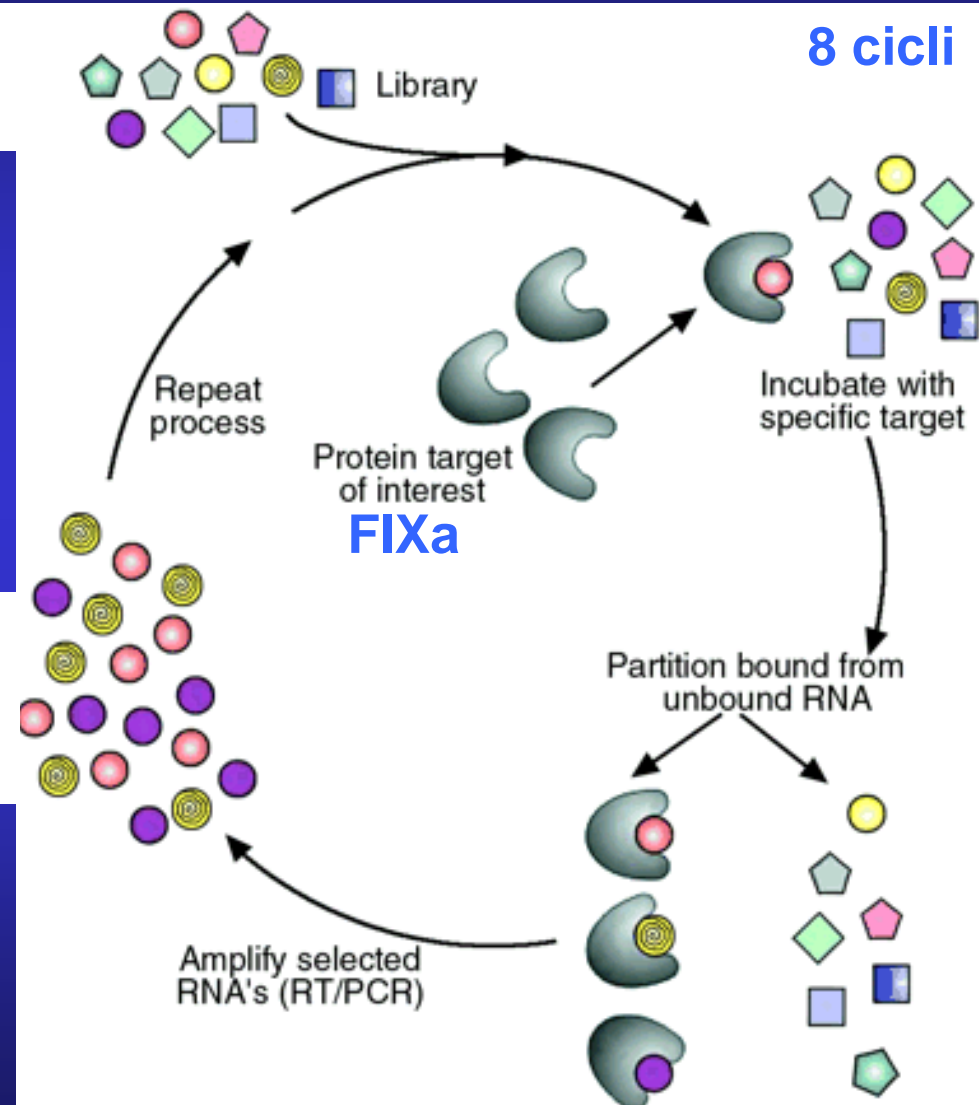 8 cicli
Library
Incubate with
specific target
Repeat
process
Protein target
of interest
FIXa
Partition bound from
unbound RNA
Amplify selected
RNA's (RT/PCR)